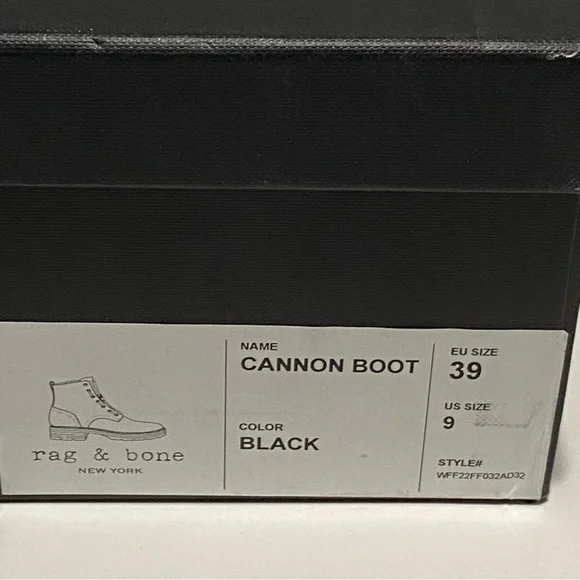 rag & bone
NEW YORK
NAME
CANNON BOOT
COLOR
BLACK
EU SIZE
39
US SIZE
9
STYLE#
WFF22FF032AD32